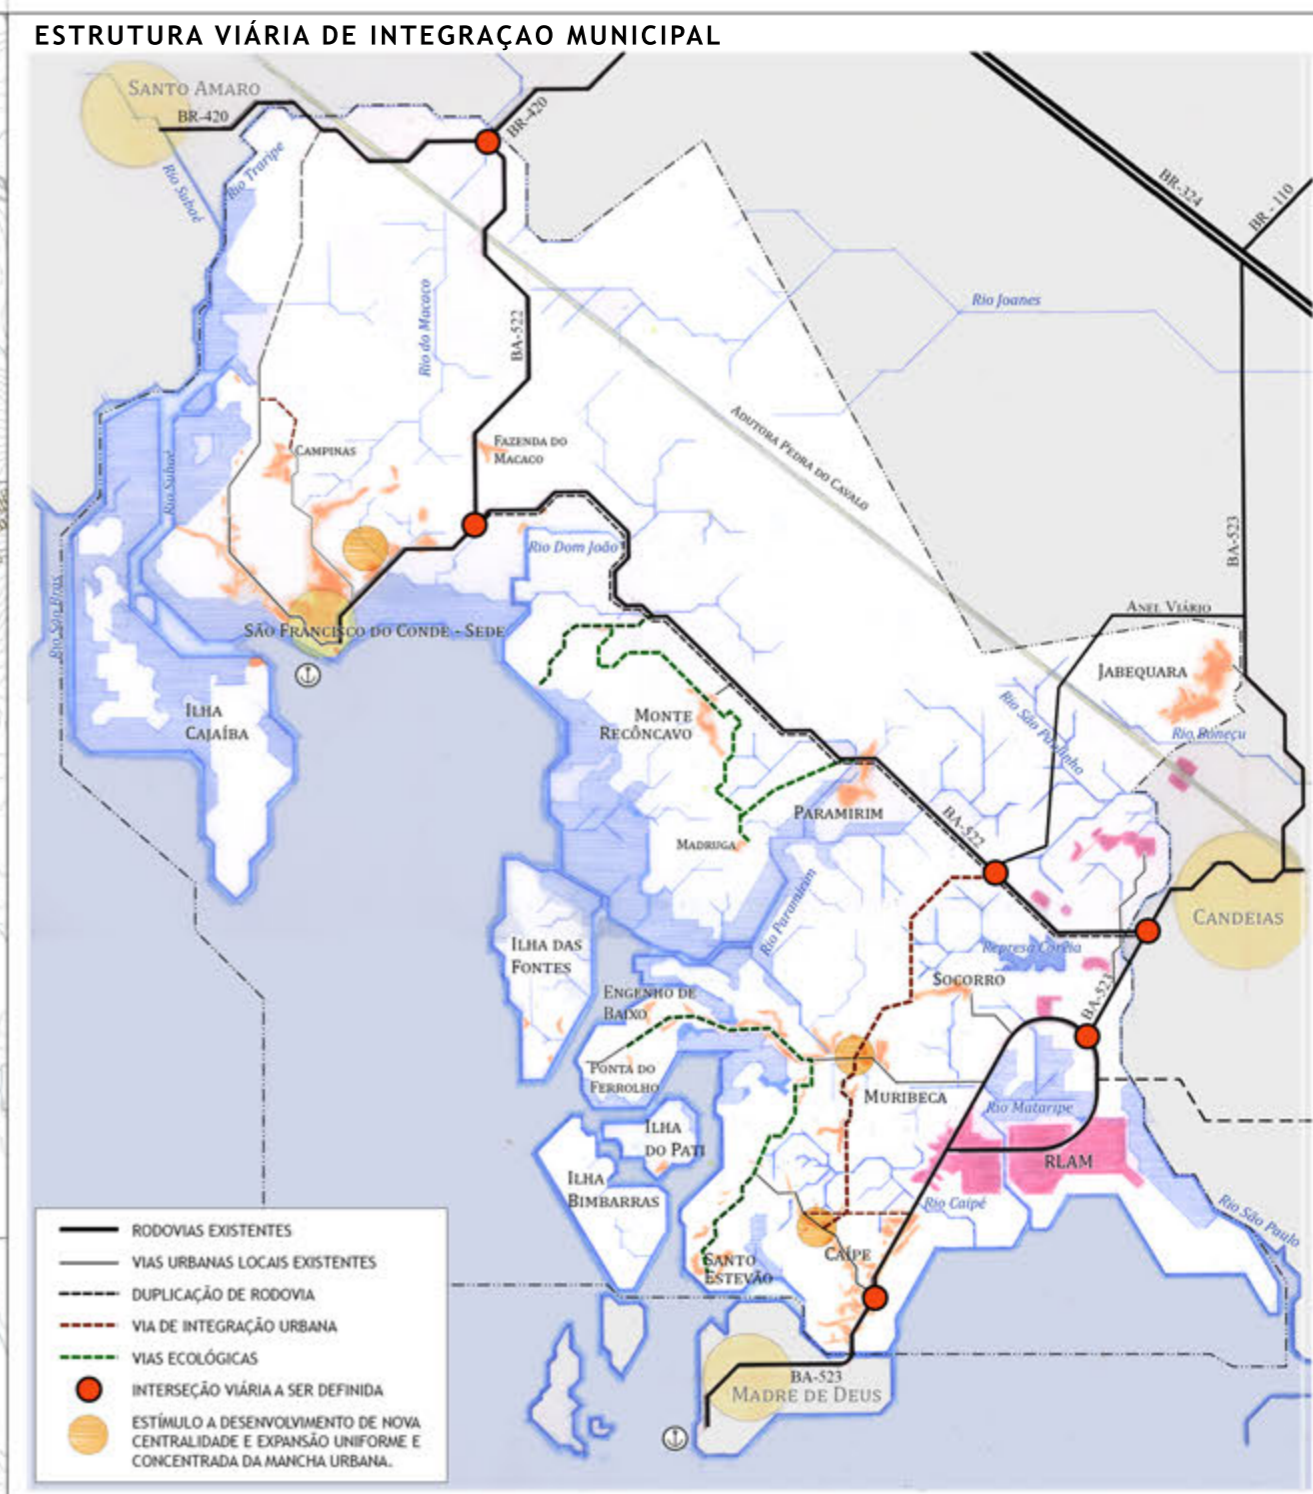 ESTRUTURA VIÁRIA DE INTEGRAÇAO MUNICIPAL
SANTO AMARO
BR-420
BR-420
Rio Subaé
Rio Traripe
BR-324
BR - 110
Rio Joanes
Rio do Macaco
BA-522
ADUTORA PEDRA DO CAVALO
CAMPINAS
FAZENDA DO
MACACO
Rio Subaé
Rio Dom João
BA-523
ANEL VIÁRIO
Rio São Bras
SÃO FRANCISCO DO CONDE - SEDE
JABEQUARA
ILHA
CAJAÍBA
MONTE
RECÔNCAVO
Rio São Paulinho
Rio Boneçu
PARAMIRIM
BA-522
MADRUGA
Rio Paramirim
CANDEIAS
ILHA DAS
FONTES
Represa Coréia
SOCORRO
ENGENHO DE
BAIXO
BA-523
PONTA DO
FERROLHO
MURIBECA
Rio Mataripe
ILHA
DO PATI
RLAM
ILHA
BIMBARRAS
Rio Caipé
Rio São Paulo
SANTO
ESTEVÃO
CAÍPE
BA-523
MADRE DE DEUS
RODOVIAS EXISTENTES
VIAS URBANAS LOCAIS EXISTENTES
DUPLICAÇÃO DE RODOVIA
VIA DE INTEGRAÇÃO URBANA
VIAS ECOLÓGICAS
INTERSEÇÃO VIÁRIA A SER DEFINIDA
ESTÍMULO A DESENVOLVIMENTO DE NOVA
CENTRALIDADE E EXPANSÃO UNIFORME E
CONCENTRADA DA MANCHA URBANA.